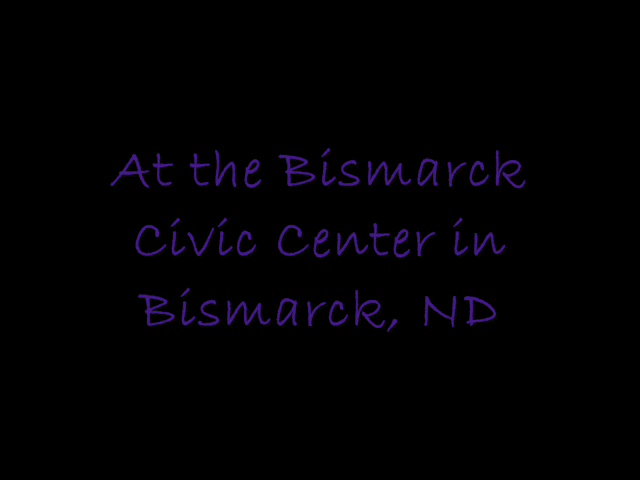 At the Bismarck
Civic Center in
Bismarck, ND